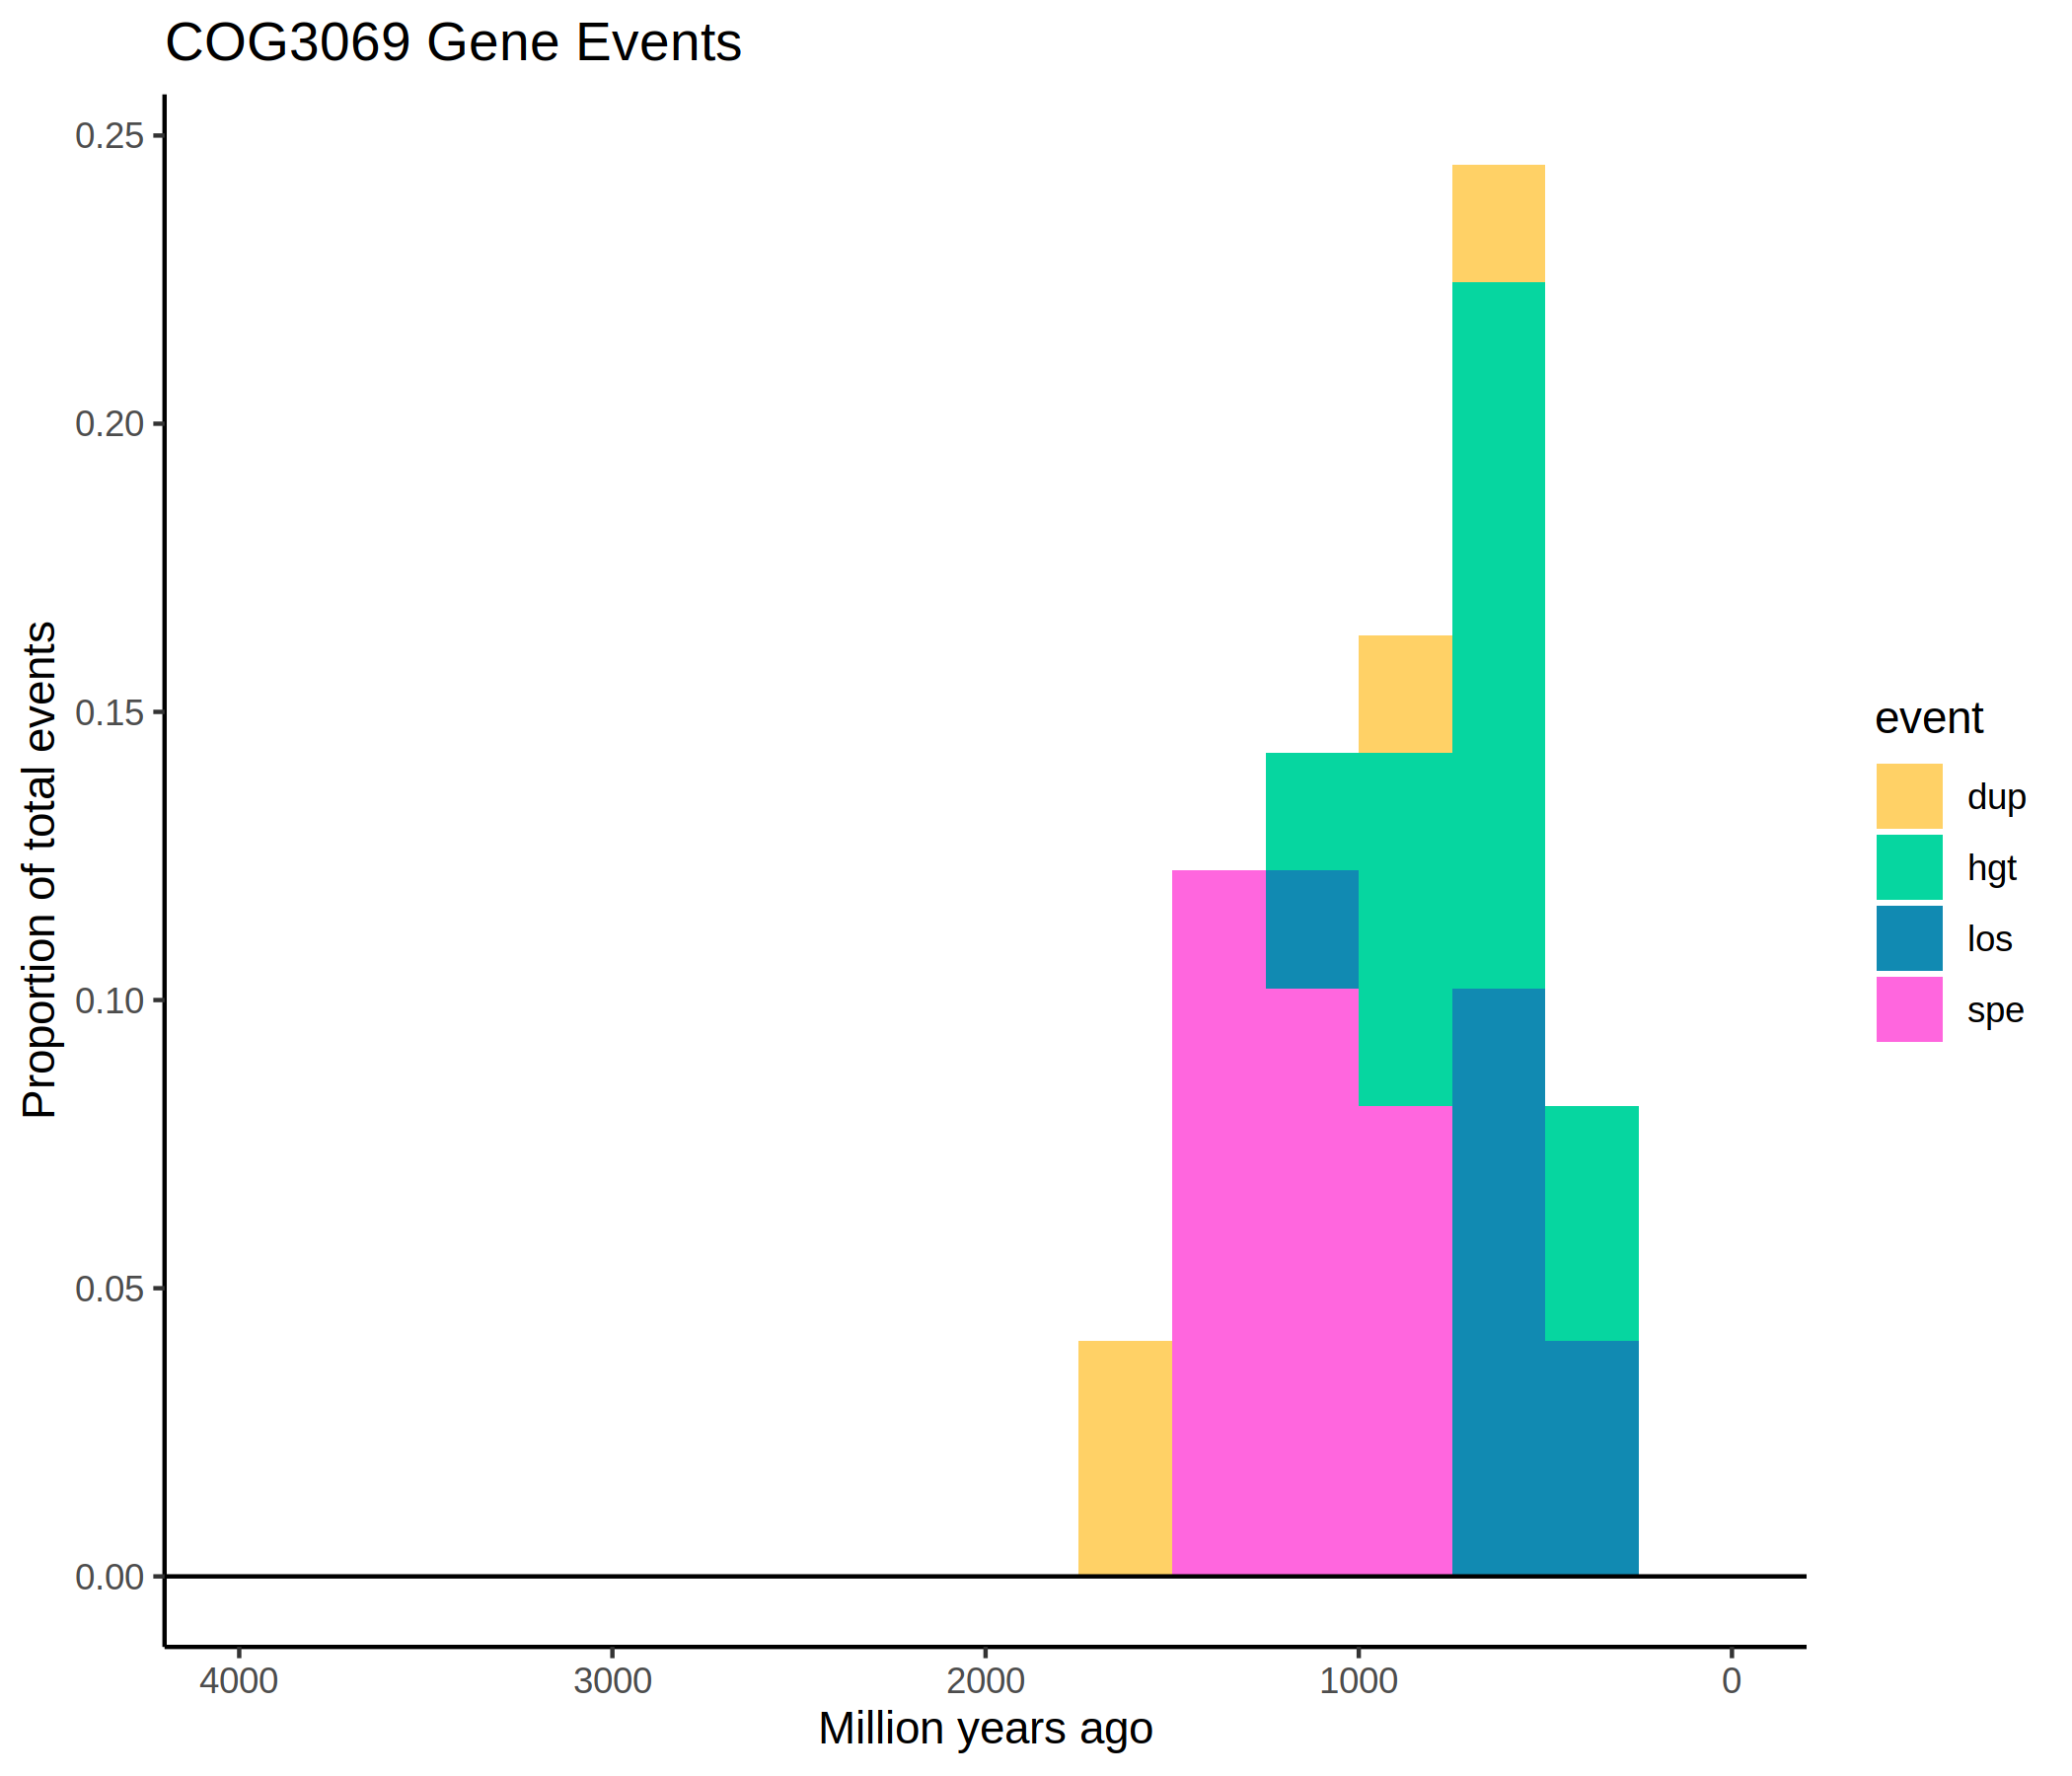 COG3069 Gene Events
Proportion of total events
0.25
0.20
0.15
0.10
0.05
0.00
4000 3000 2000 1000 0
Million years ago
event
dup
hgt
los
spe